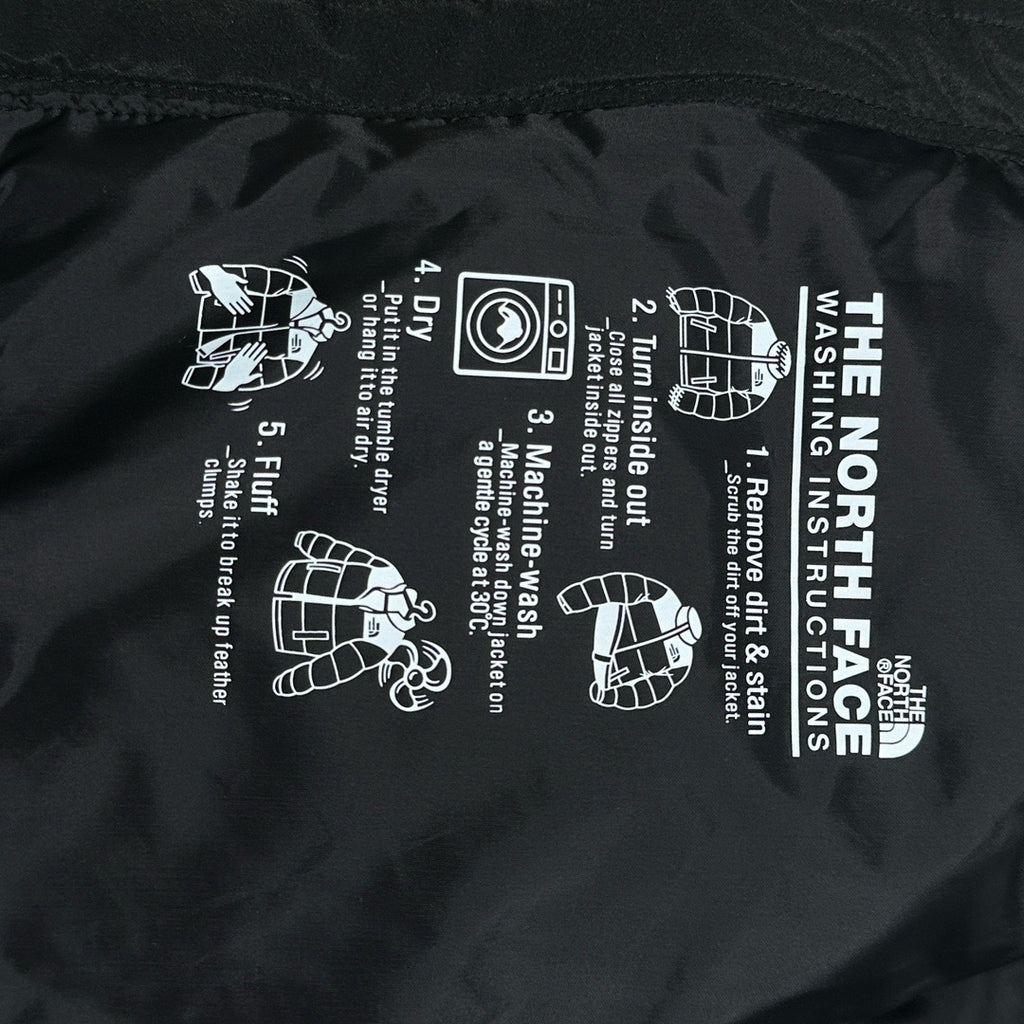 THE
NORTH
FACE®
THE NORTH FACE
WASHING INSTRUCTIONS
1. Remove dirt & stain
_Scrub the dirt off your jacket.
2. Turn inside out
_Close all zippers and turn
jacket inside out.
3. Machine-wash
_Machine-wash down jacket on
a gentle cycle at 30°C.
4. Dry
_Put it in the tumble dryer
or hang it to air dry.
5. Fluff
_Shake it to break up feather
clumps.